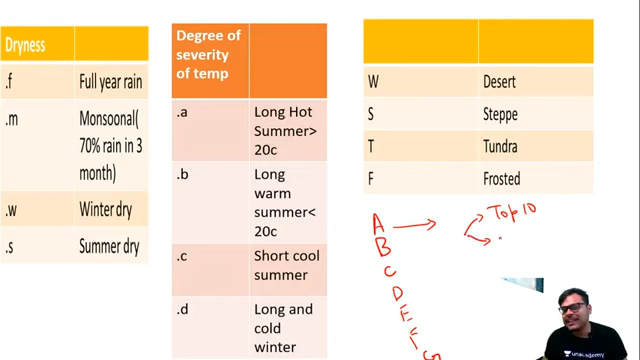 Dryness
.f Full year rain
.m Monsoonal(
70% rain in 3
month)
.w Winter dry
.s Summer dry
Degree of
severity
of temp
.a Long Hot
Summer>
20c
.b Long
warm
summer<
20c
.c Short cool
summer
.d Long and
cold
winter
W Desert
S Steppe
T Tundra
F Frosted
A
Top 10
B
C
D
E
F
G
unacademy